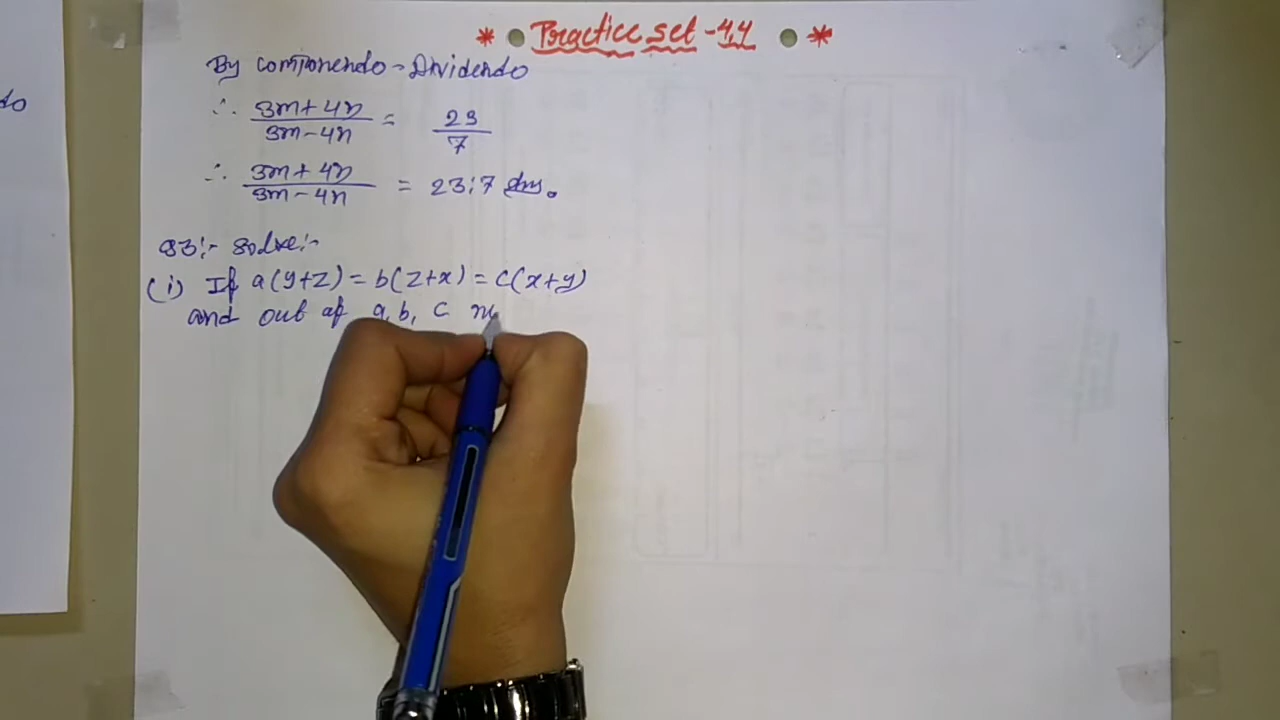 * • Practice set - 4.4 • *
do
By componendo - Dividendo
∴ 3m + 4n / 3m - 4n = 23 / 7
∴ 3m + 4n / 3m - 4n = 23:7 Ans.
Q3:- Solve:-
(i) If a(y+z) = b(z+x) = c(x+y)
and out of a, b, c